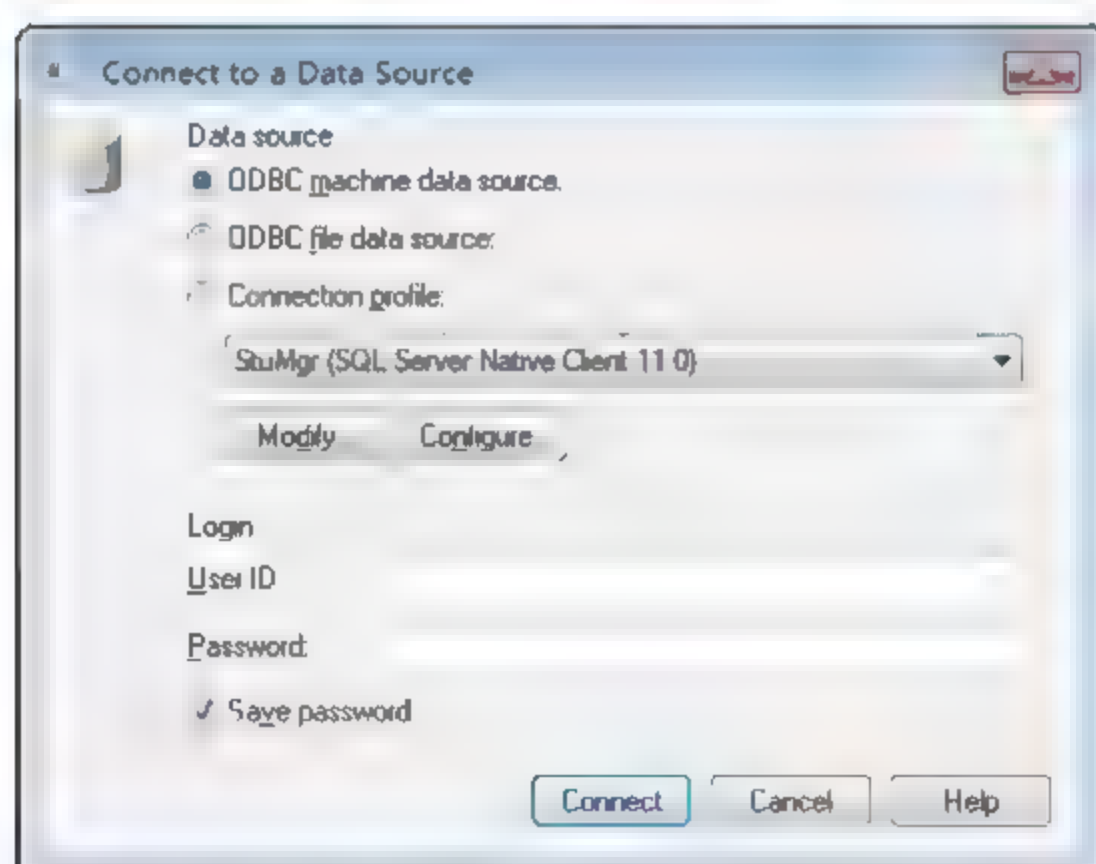 Connect to a Data Source
Data source
ODBC machine data source.
ODBC file data source:
Connection profile:
StuMgr (SQL Server Native Client 11 0)
Modify Configure
Login
User ID
Password:
Save password
Connect Cancel Help